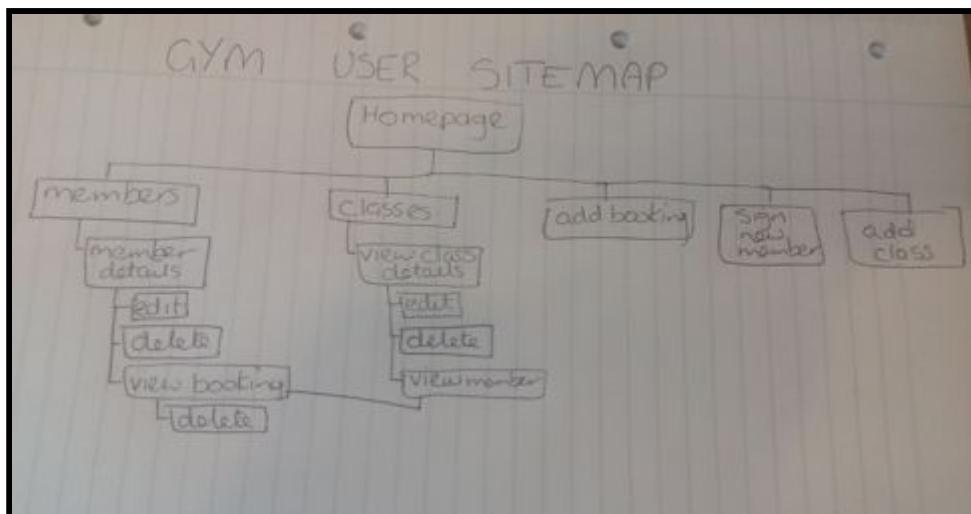 GYM USER SITEMAP
Homepage
members
classes
add booking
sign
new
member
add
class
member
details
edit
delete
view booking
delete
view class
details
edit
delete
view member